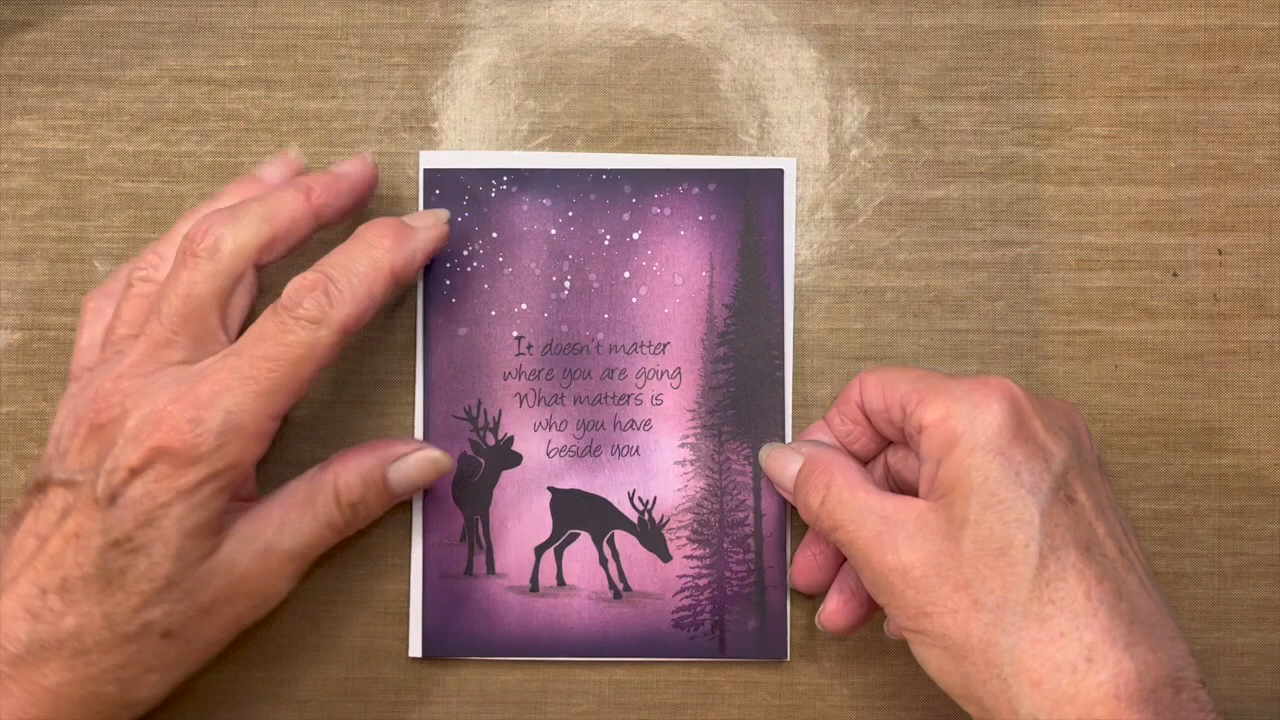 It doesn't matter
where you are going
What matters is
who you have
beside you